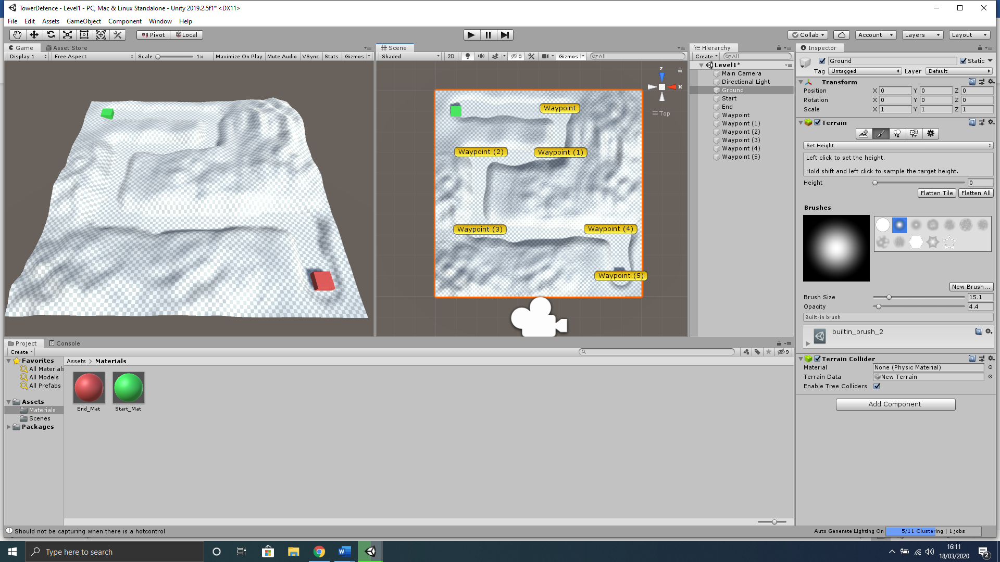 TowerDefence - Level1 - PC, Mac & Linux Standalone - Unity 2019.2.5f1* <DX11>
File Edit Assets GameObject Component Window Help
Pivot Local
Collab Account Layers Layout
Game Asset Store
Display 1 Free Aspect Scale 1x Maximize On Play Mute Audio VSync Stats Gizmos
Scene
Shaded 2D 0 Gizmos All
z
x
Top
Waypoint
Waypoint (2)
Waypoint (1)
Waypoint (3)
Waypoint (4)
Waypoint (5)
Hierarchy
Create All
Level1*
Main Camera
Directional Light
Ground
Start
End
Waypoint
Waypoint (1)
Waypoint (2)
Waypoint (3)
Waypoint (4)
Waypoint (5)
Inspector
Ground Static
Tag Untagged Layer Default
Transform
Position X 0 Y 0 Z 0
Rotation X 0 Y 0 Z 0
Scale X 1 Y 1 Z 1
Terrain
Set Height
Left click to set the height.
Hold shift and left click to sample the target height.
Height 0
Flatten Tile Flatten All
Brushes
New Brush...
Brush Size 15.1
Opacity 4.4
Built-in brush
builtin_brush_2
Terrain Collider
Material None (Physic Material)
Terrain Data New Terrain
Enable Tree Colliders
Add Component
Project Console
Create 9
Favorites
All Materials
All Models
All Prefabs
Assets
Materials
Scenes
Packages
Assets > Materials
End_Mat Start_Mat
Should not be capturing when there is a hotcontrol
Auto Generate Lighting On 5/11 Clustering | 1 jobs
Type here to search
16:11
18/03/2020
2